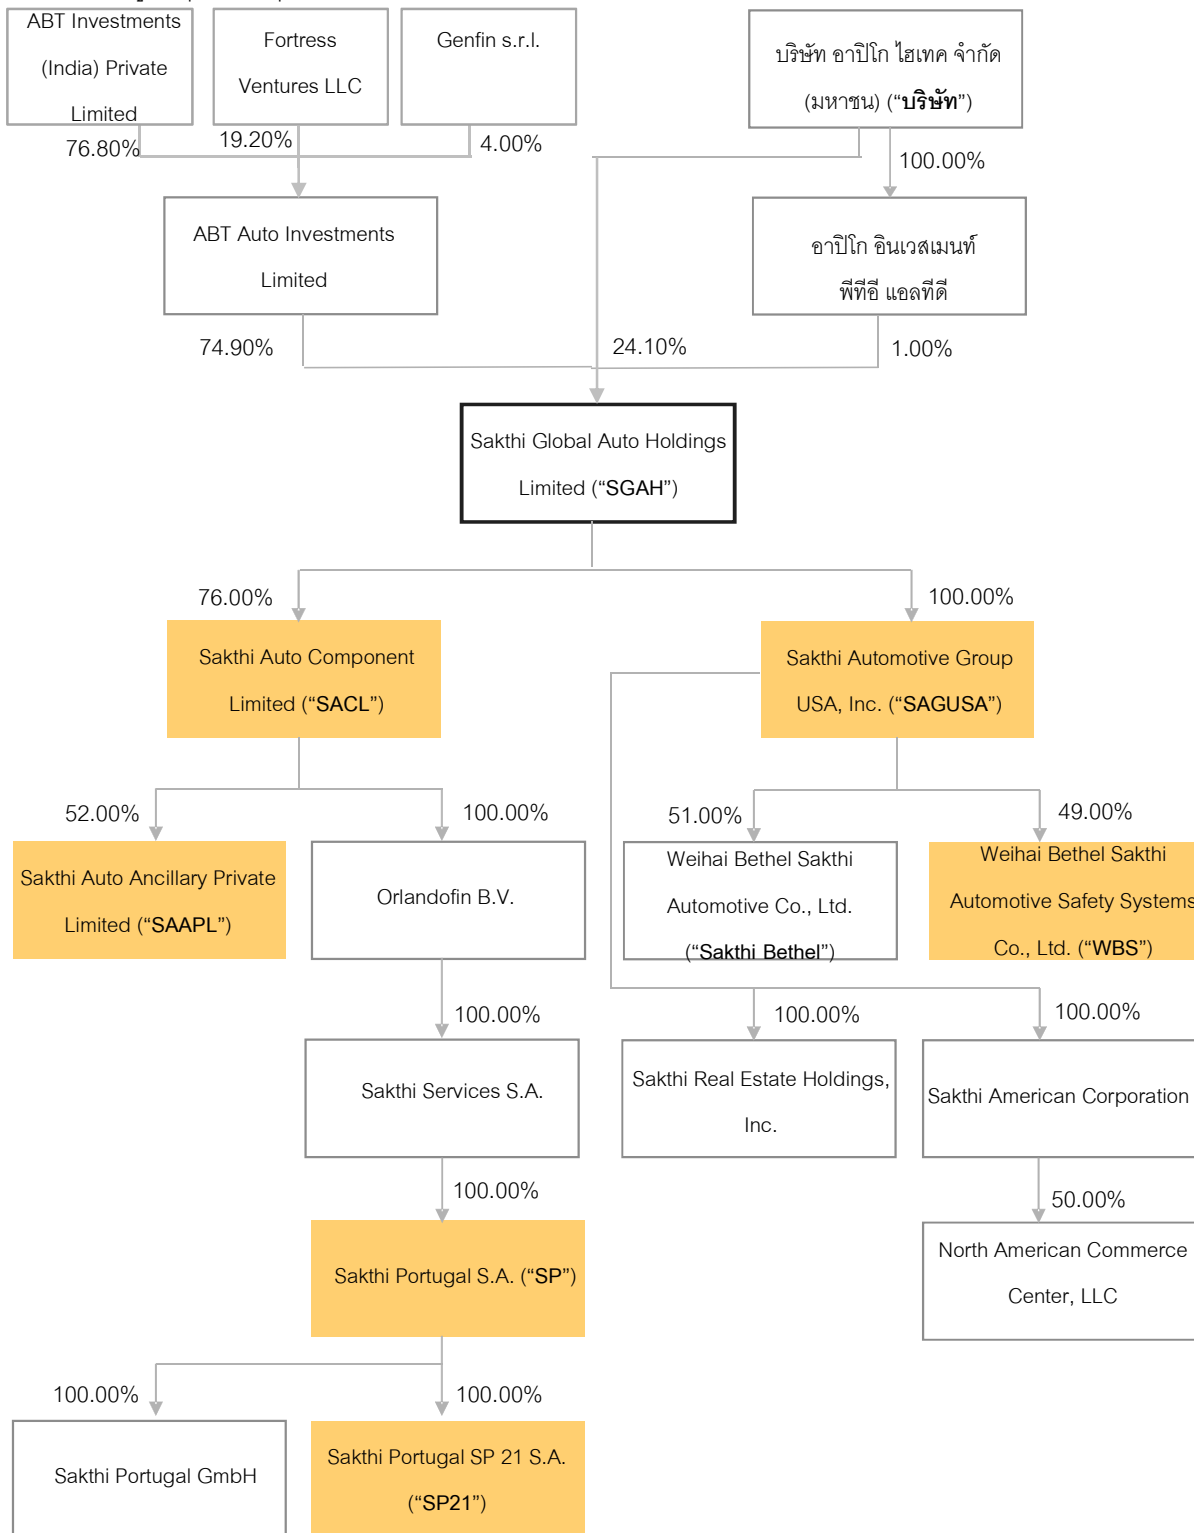 ABT Investments
(India) Private
Limited
Fortress
Ventures LLC
Genfin s.r.l.
บริษัท อาปิโก ไฮเทค จำกัด
(มหาชน) (“บริษัท”)
76.80%
19.20%
4.00%
100.00%
ABT Auto Investments
Limited
อาปิโก อินเวสเมนท์
พีทีอี แอลทีดี
74.90%
24.10%
1.00%
Sakthi Global Auto Holdings
Limited (“SGAH”)
76.00%
100.00%
Sakthi Auto Component
Limited (“SACL”)
Sakthi Automotive Group
USA, Inc. (“SAGUSA”)
52.00%
100.00%
51.00%
49.00%
Sakthi Auto Ancillary Private
Limited (“SAAPL”)
Orlandofin B.V.
Weihai Bethel Sakthi
Automotive Co., Ltd.
(“Sakthi Bethel”)
Weihai Bethel Sakthi
Automotive Safety Systems
Co., Ltd. (“WBS”)
100.00%
100.00%
100.00%
Sakthi Services S.A.
Sakthi Real Estate Holdings,
Inc.
Sakthi American Corporation
100.00%
50.00%
Sakthi Portugal S.A. (“SP”)
North American Commerce
Center, LLC
100.00%
100.00%
Sakthi Portugal GmbH
Sakthi Portugal SP 21 S.A.
(“SP21”)